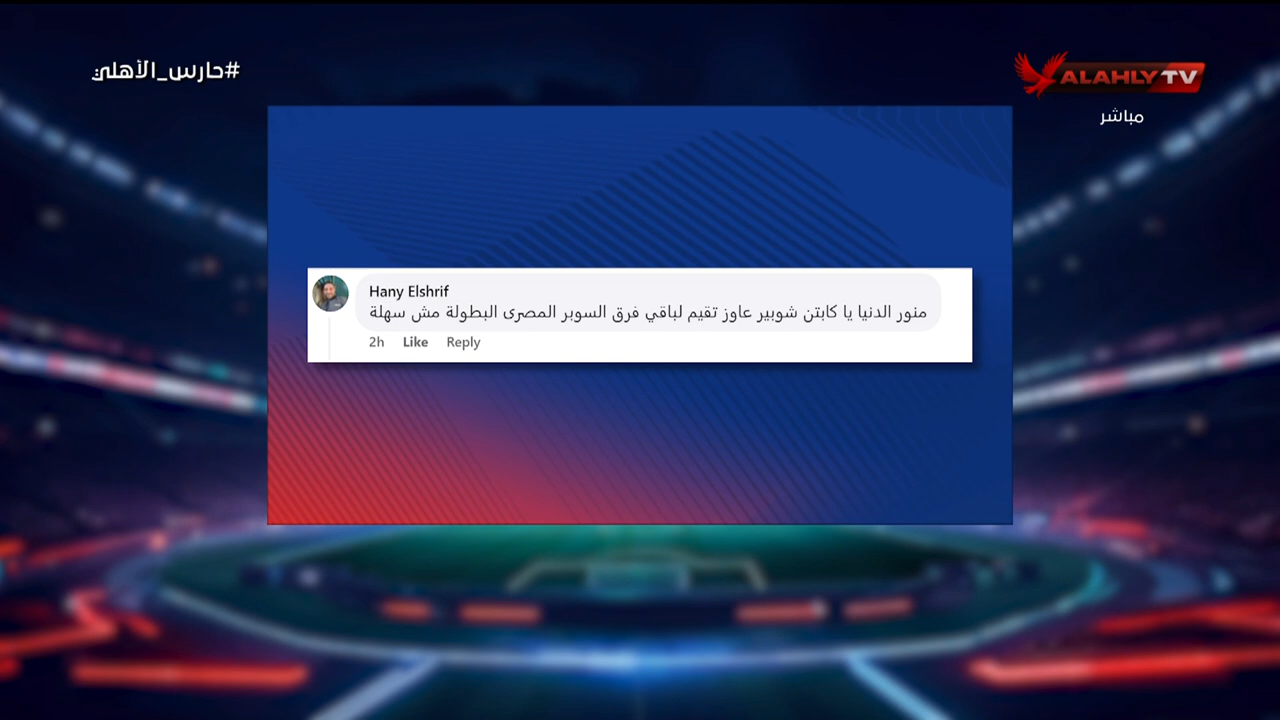 #حارس_الأهلي
ALAHLY TV
مباشر
Hany Elshrif
منور الدنيا يا كابتن شوبير عاوز تقيم لباقي فرق السوبر المصرى البطولة مش سهلة
2h Like Reply